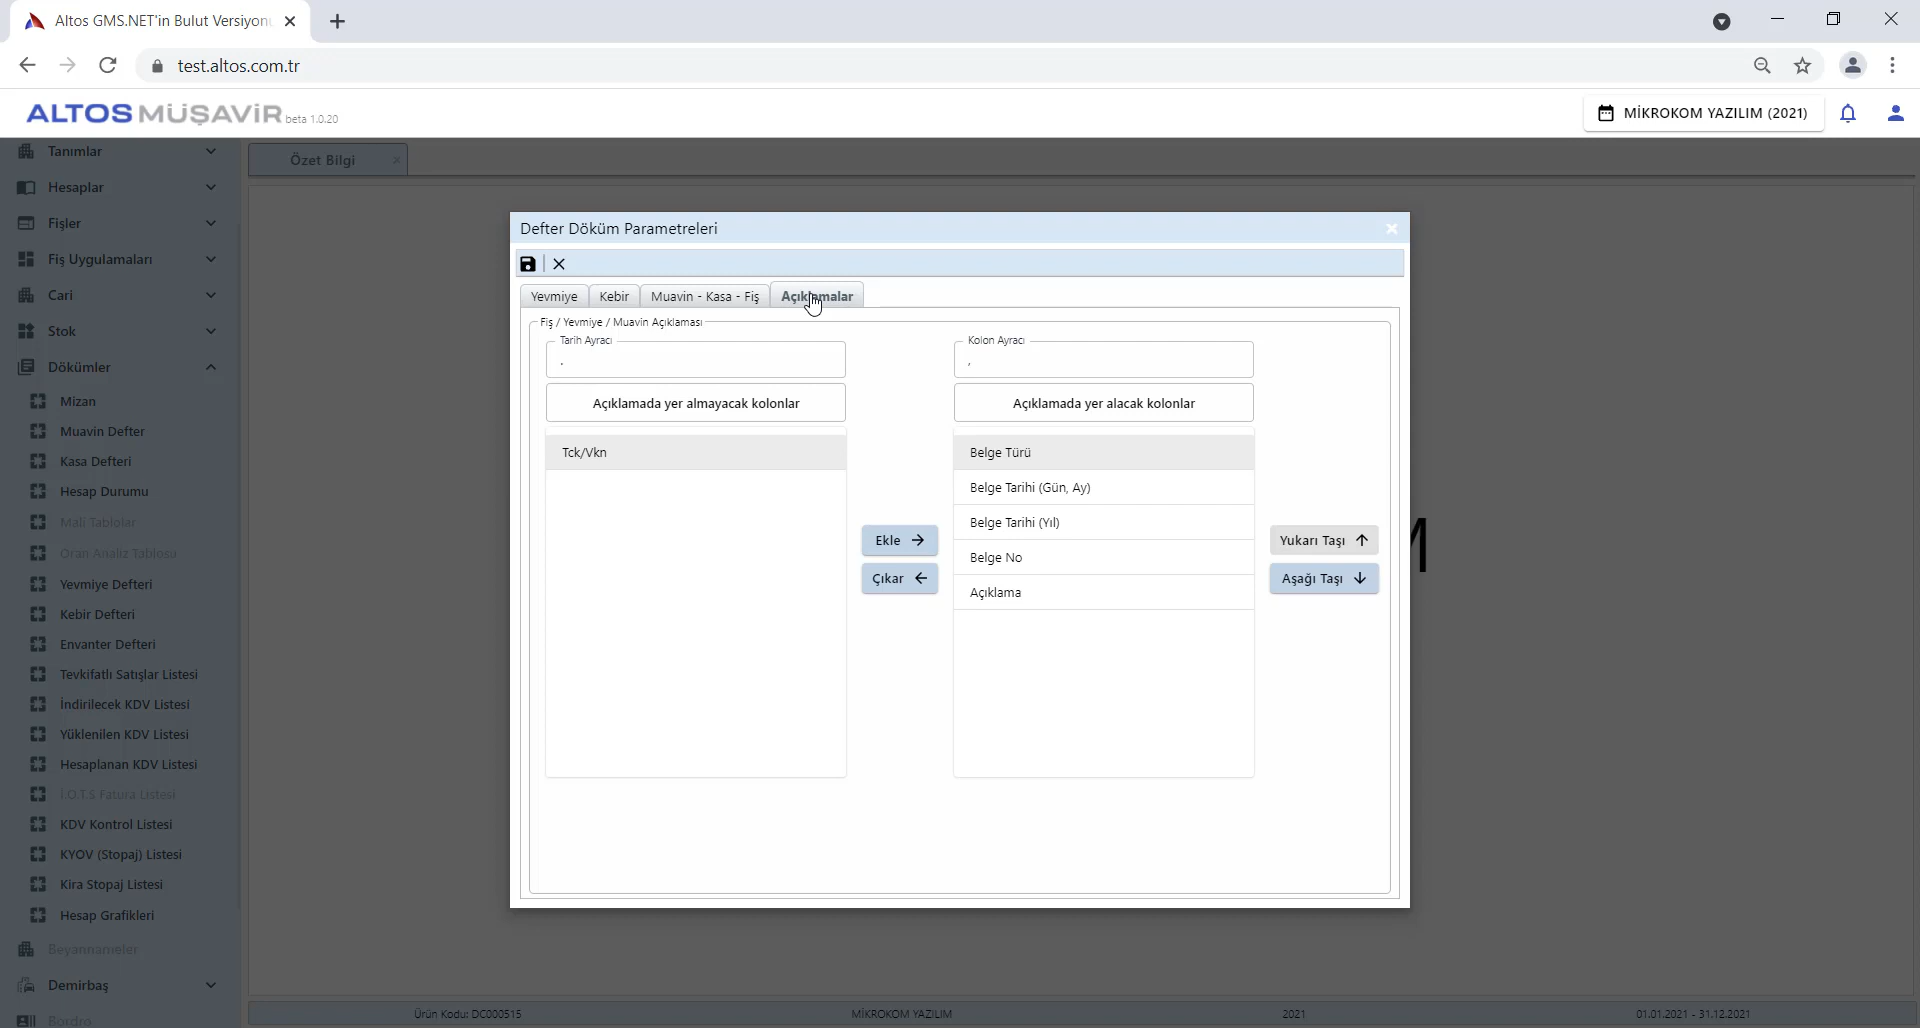 Altos GMS.NET'in Bulut Versiyon
test.altos.com.tr
ALTOS MÜŞAVİR beta 1.0.20
MİKROKOM YAZILIM (2021)
Tanımlar
Hesaplar
Fişler
Fiş Uygulamaları
Cari
Stok
Dökümler
Mizan
Muavin Defter
Kasa Defteri
Hesap Durumu
Mali Tablolar
Oran Analiz Tablosu
Yevmiye Defteri
Kebir Defteri
Envanter Defteri
Tevkifatlı Satışlar Listesi
İndirilecek KDV Listesi
Yüklenilen KDV Listesi
Hesaplanan KDV Listesi
İ.O.T.S Fatura Listesi
KDV Kontrol Listesi
KYOV (Stopaj) Listesi
Kira Stopaj Listesi
Hesap Grafikleri
Beyannameler
Demirbaş
Bordro
Özet Bilgi
Defter Döküm Parametreleri
Yevmiye Kebir Muavin - Kasa - Fiş Açıklamalar
Fiş / Yevmiye / Muavin Açıklaması
Tarih Ayracı
.
Kolon Ayracı
,
Açıklamada yer almayacak kolonlar
Açıklamada yer alacak kolonlar
Tck/Vkn
Belge Türü
Belge Tarihi (Gün, Ay)
Belge Tarihi (Yıl)
Belge No
Açıklama
Ekle
Çıkar
Yukarı Taşı
Aşağı Taşı
M
Ürün Kodu: DC000515
MİKROKOM YAZILIM
2021
01.01.2021 - 31.12.2021